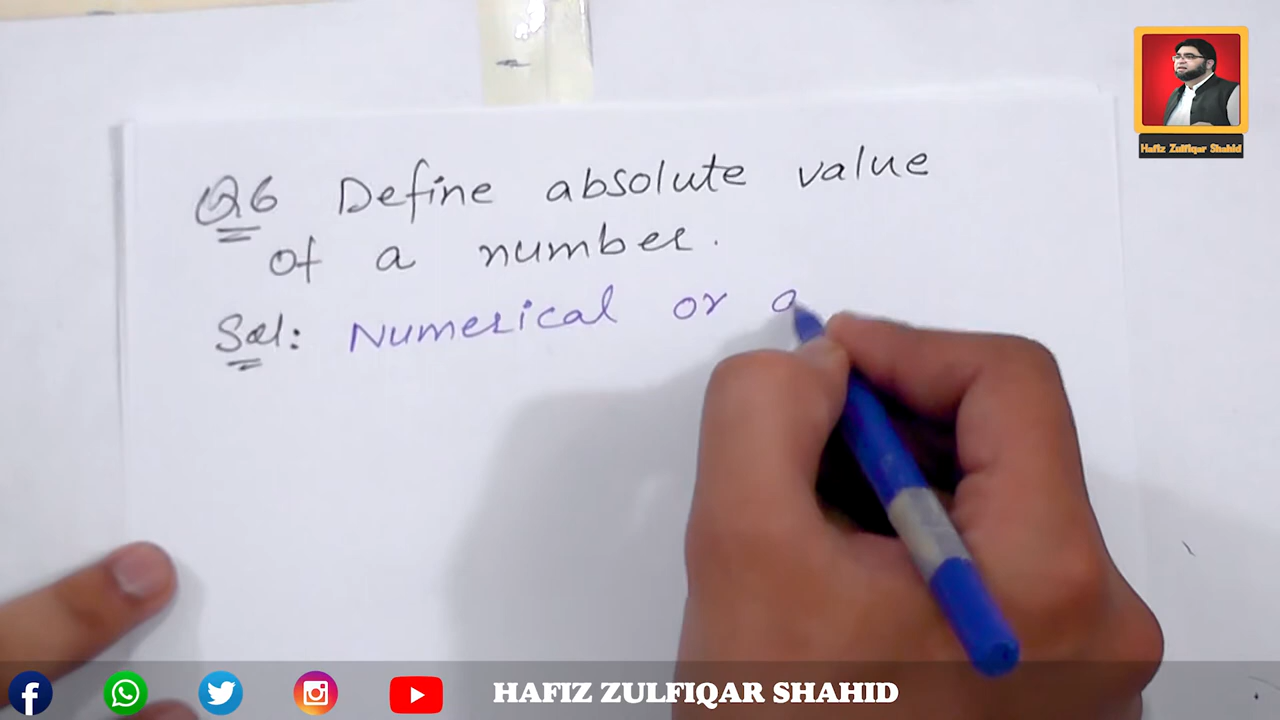 Hafiz Zulfiqar Shahid
Q6 Define absolute value
of a number.
Sol: Numerical or a
HAFIZ ZULFIQAR SHAHID